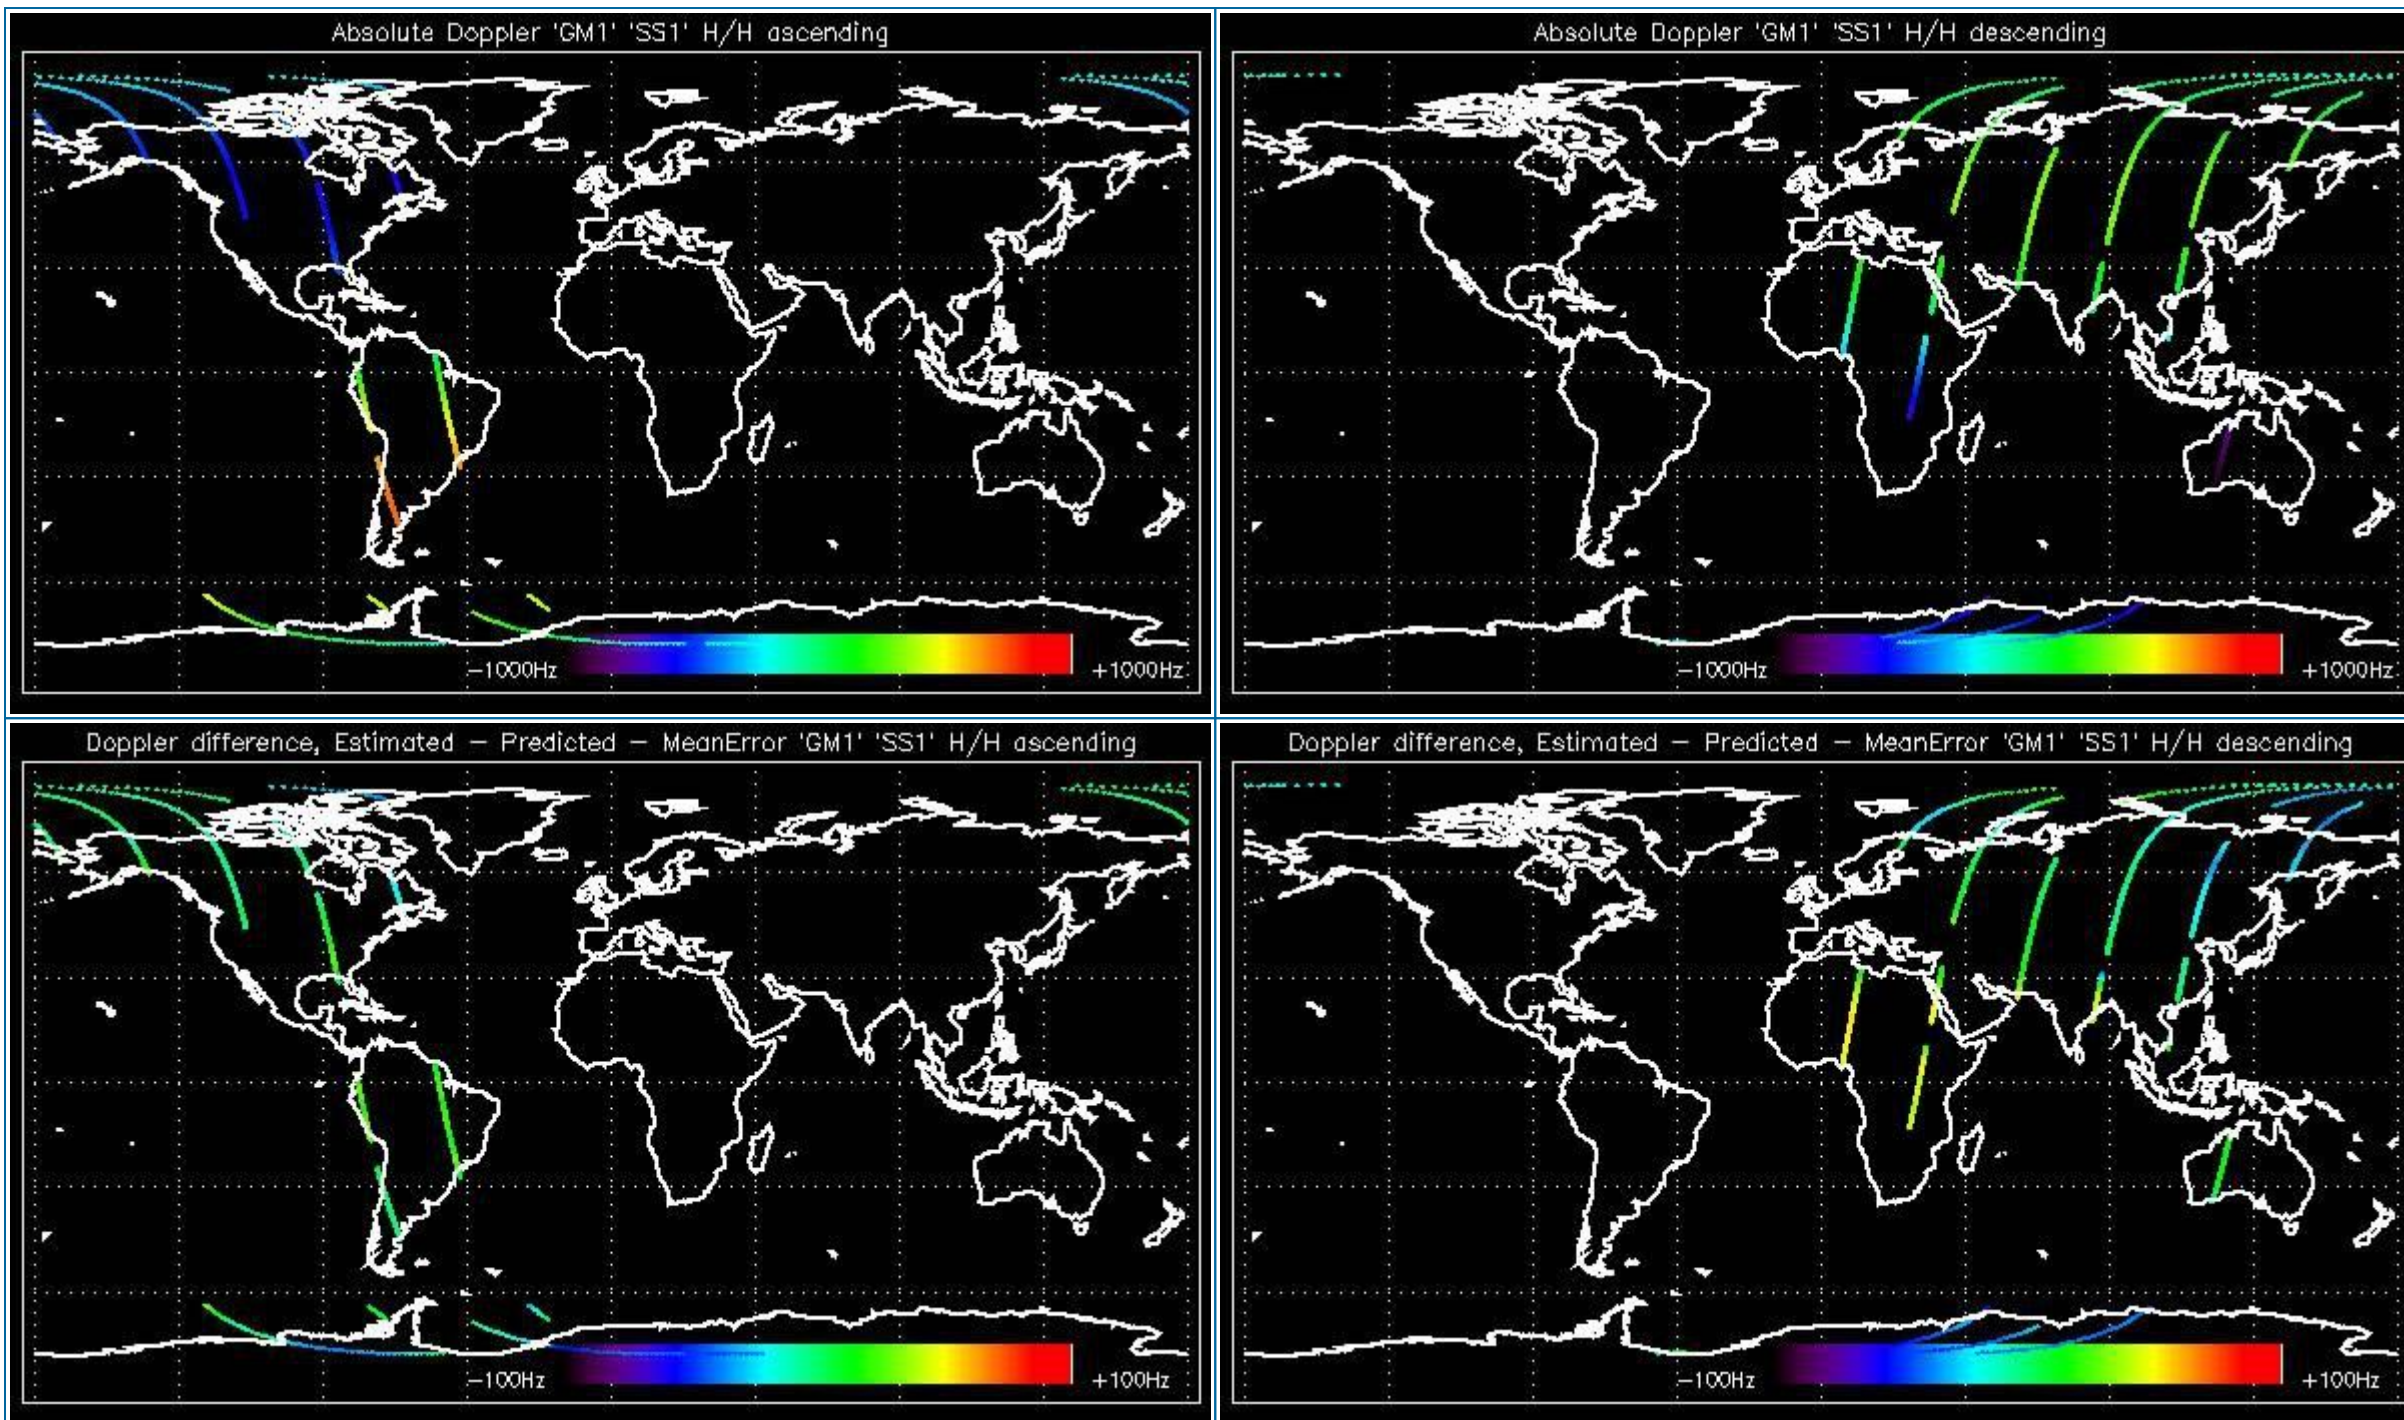 Absolute Doppler 'GM1' 'SS1' H/H ascending
-1000Hz
+1000Hz
Absolute Doppler 'GM1' 'SS1' H/H descending
-1000Hz
+1000Hz
Doppler difference, Estimated - Predicted - MeanError 'GM1' 'SS1' H/H ascending
-100Hz
+100Hz
Doppler difference, Estimated - Predicted - MeanError 'GM1' 'SS1' H/H descending
-100Hz
+100Hz